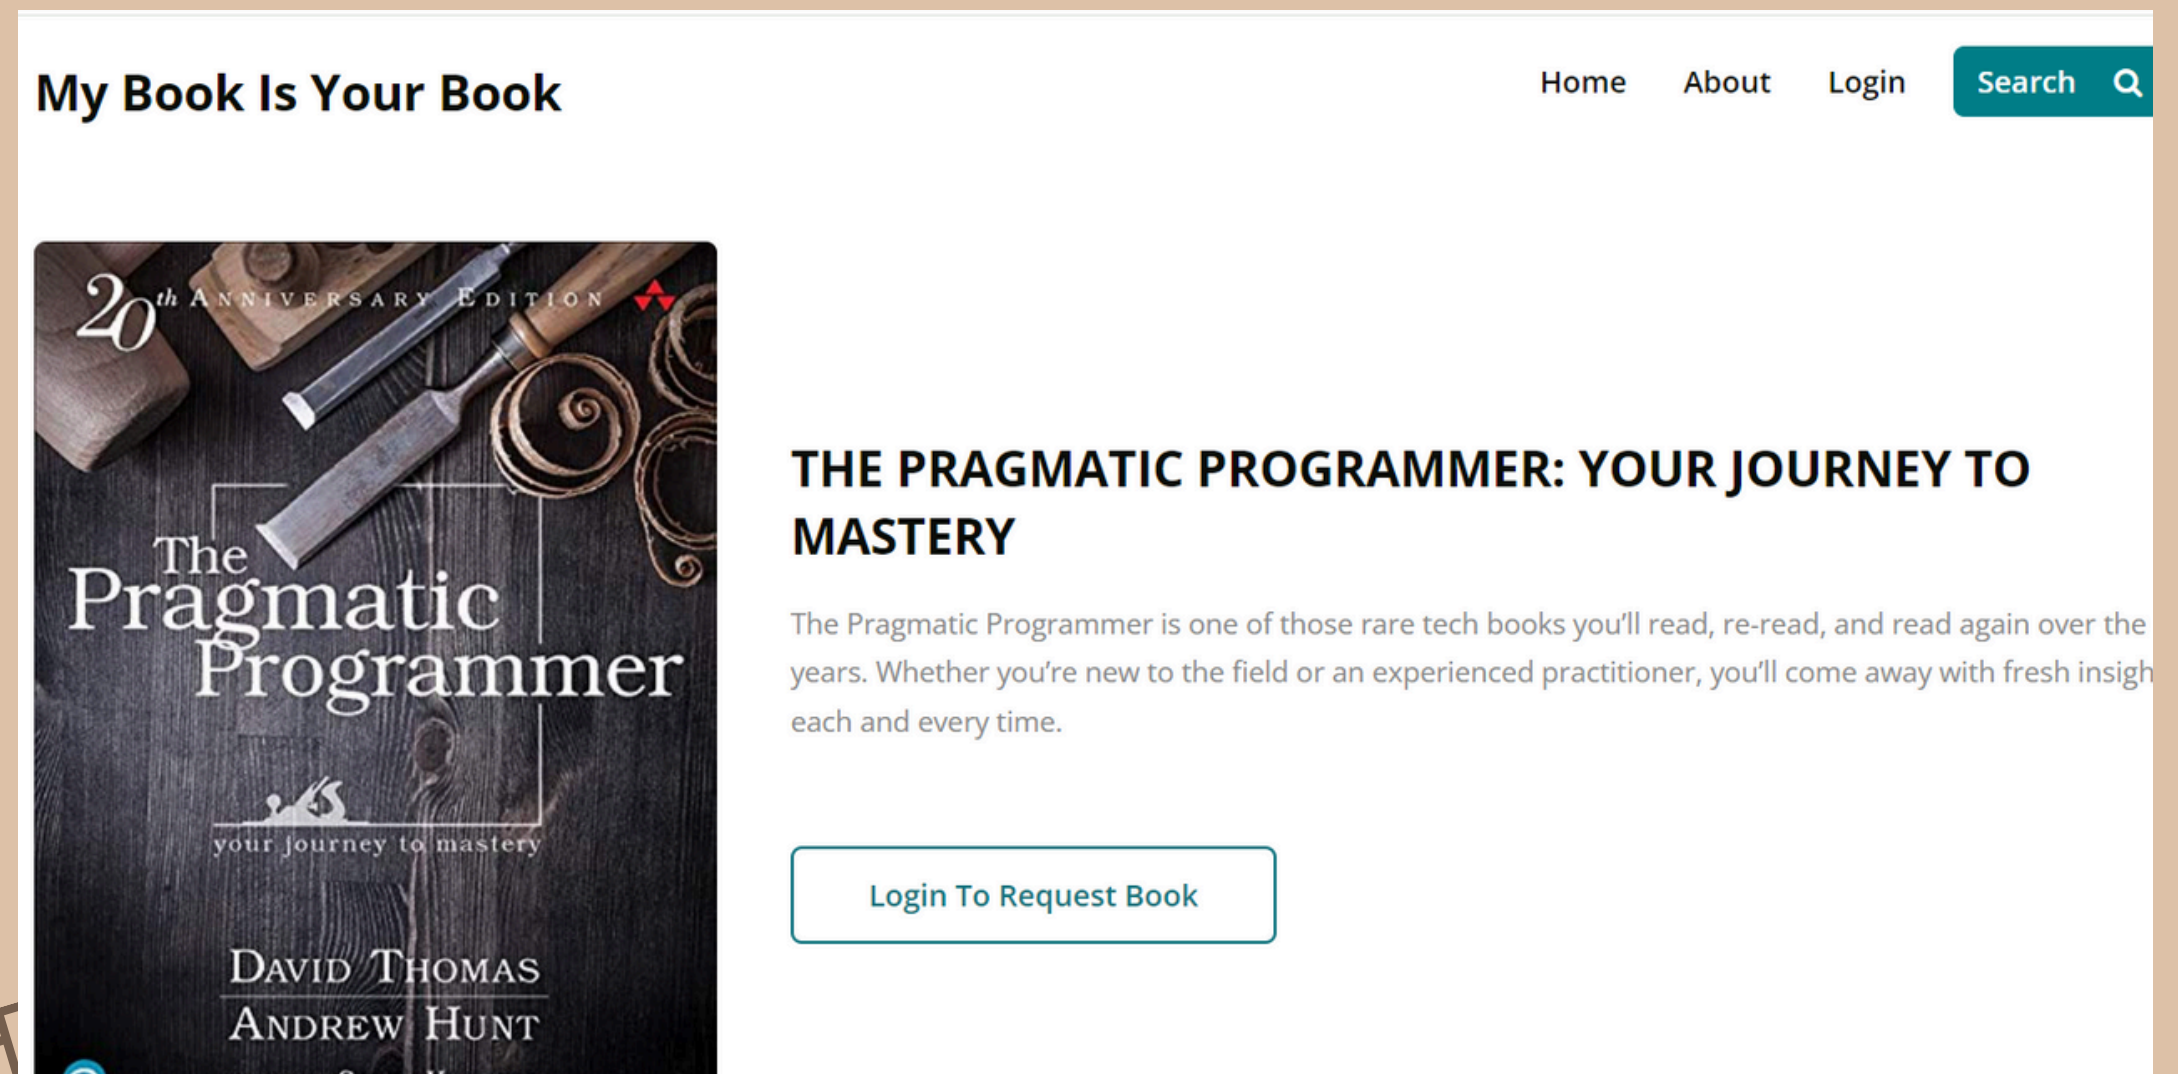 My Book Is Your Book
Home About Login Search
20th ANNIVERSARY EDITION
The
Pragmatic
Programmer
your journey to mastery
DAVID THOMAS
ANDREW HUNT
THE PRAGMATIC PROGRAMMER: YOUR JOURNEY TO
MASTERY
The Pragmatic Programmer is one of those rare tech books you’ll read, re-read, and read again over the
years. Whether you’re new to the field or an experienced practitioner, you’ll come away with fresh
each and every time.
Login To Request Book